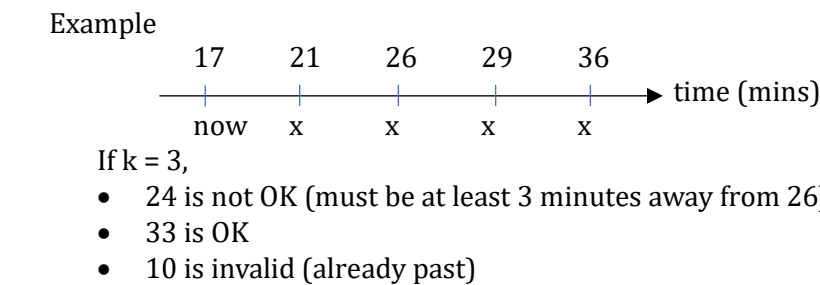 Example
17 21 26 29 36
time (mins)
now x x x x
If k = 3,
• 24 is not OK (must be at least 3 minutes away from 26)
• 33 is OK
• 10 is invalid (already past)